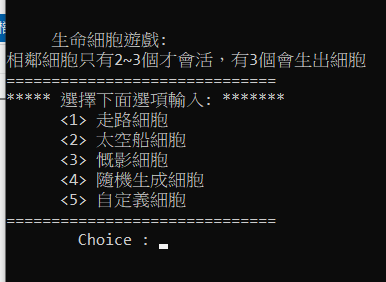 生命細胞遊戲:
相鄰細胞只有2~3個才會活，有3個會生出細胞
==============================
***** 選擇下面選項輸入: *******
<1> 走路細胞
<2> 太空船細胞
<3> 慨影細胞
<4> 隨機生成細胞
<5> 自定義細胞
==============================
Choice :